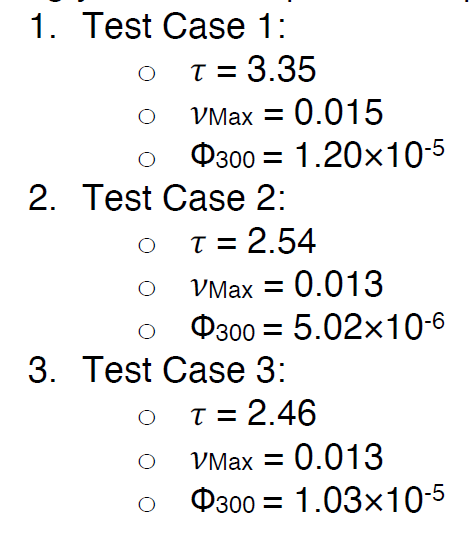 1. Test Case 1:
○ τ = 3.35
○ νMax = 0.015
○ Φ300 = 1.20×10-5
2. Test Case 2:
○ τ = 2.54
○ νMax = 0.013
○ Φ300 = 5.02×10-6
3. Test Case 3:
○ τ = 2.46
○ νMax = 0.013
○ Φ300 = 1.03×10-5